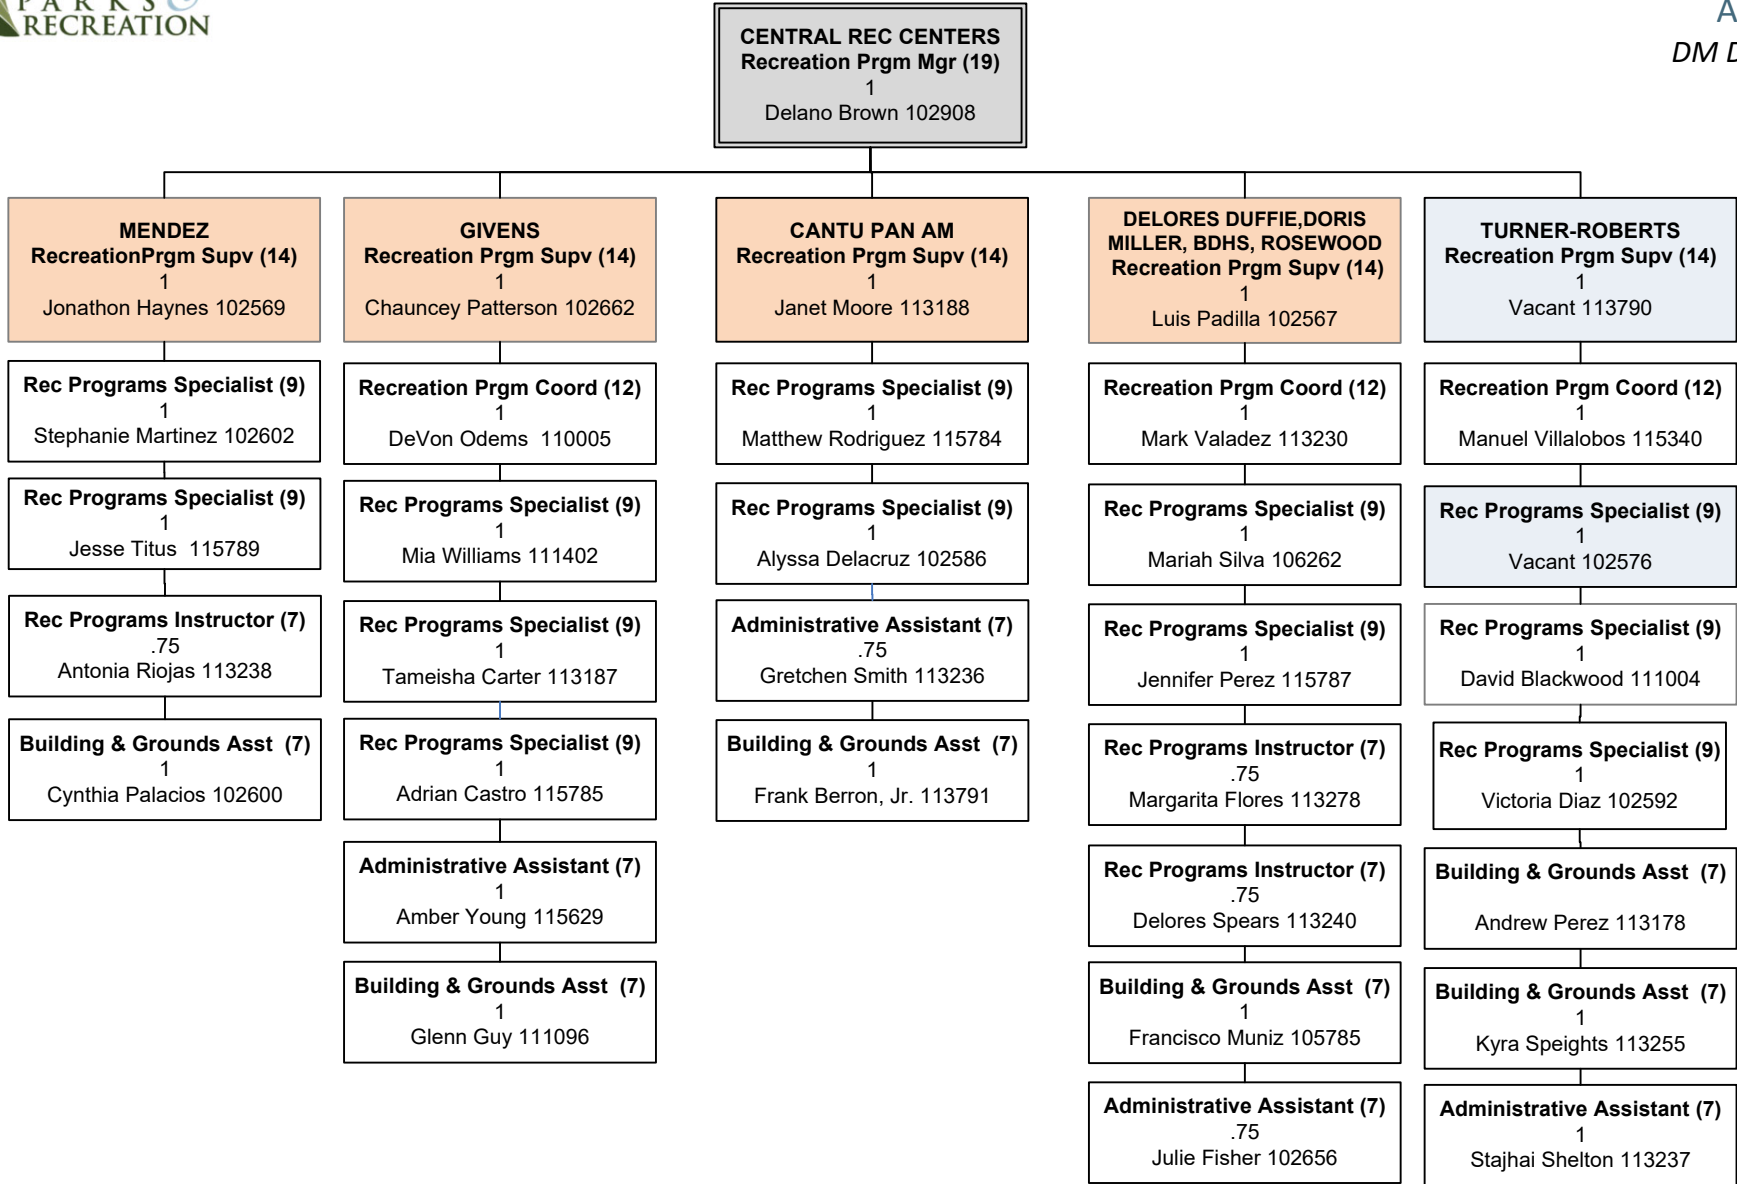 PARKS &
RECREATION
A
DM D
CENTRAL REC CENTERS
Recreation Prgm Mgr (19)
1
Delano Brown 102908
MENDEZ
RecreationPrgm Supv (14)
1
Jonathon Haynes 102569
Rec Programs Specialist (9)
1
Stephanie Martinez 102602
Rec Programs Specialist (9)
1
Jesse Titus 115789
Rec Programs Instructor (7)
.75
Antonia Riojas 113238
Building & Grounds Asst (7)
1
Cynthia Palacios 102600
GIVENS
Recreation Prgm Supv (14)
1
Chauncey Patterson 102662
Recreation Prgm Coord (12)
1
DeVon Odems 110005
Rec Programs Specialist (9)
1
Mia Williams 111402
Rec Programs Specialist (9)
1
Tameisha Carter 113187
Rec Programs Specialist (9)
1
Adrian Castro 115785
Administrative Assistant (7)
1
Amber Young 115629
Building & Grounds Asst (7)
1
Glenn Guy 111096
CANTU PAN AM
Recreation Prgm Supv (14)
1
Janet Moore 113188
Rec Programs Specialist (9)
1
Matthew Rodriguez 115784
Rec Programs Specialist (9)
1
Alyssa Delacruz 102586
Administrative Assistant (7)
.75
Gretchen Smith 113236
Building & Grounds Asst (7)
1
Frank Berron, Jr. 113791
DELORES DUFFIE,DORIS
MILLER, BDHS, ROSEWOOD
Recreation Prgm Supv (14)
1
Luis Padilla 102567
Recreation Prgm Coord (12)
1
Mark Valadez 113230
Rec Programs Specialist (9)
1
Mariah Silva 106262
Rec Programs Specialist (9)
1
Jennifer Perez 115787
Rec Programs Instructor (7)
.75
Margarita Flores 113278
Rec Programs Instructor (7)
.75
Delores Spears 113240
Building & Grounds Asst (7)
1
Francisco Muniz 105785
Administrative Assistant (7)
.75
Julie Fisher 102656
TURNER-ROBERTS
Recreation Prgm Supv (14)
1
Vacant 113790
Recreation Prgm Coord (12)
1
Manuel Villalobos 115340
Rec Programs Specialist (9)
1
Vacant 102576
Rec Programs Specialist (9)
1
David Blackwood 111004
Rec Programs Specialist (9)
1
Victoria Diaz 102592
Building & Grounds Asst (7)
Andrew Perez 113178
Building & Grounds Asst (7)
1
Kyra Speights 113255
Administrative Assistant (7)
1
Stajhai Shelton 113237